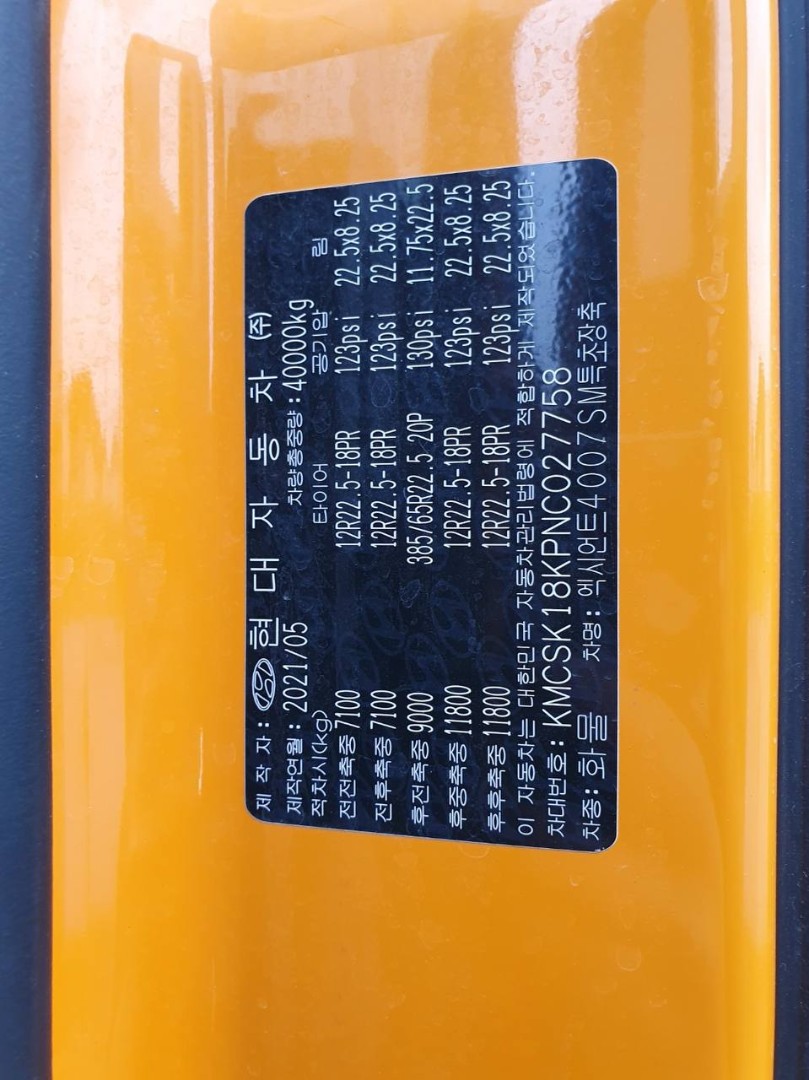 제 작 자 : 현 대 자 동 차 (주)
제작연월 : 2021/05 차량총중량 : 40000kg
적차시(kg) 타이어 공기압 림
전전축중 7100 12R22.5-18PR 123psi 22.5x8.25
전후축중 7100 12R22.5-18PR 123psi 22.5x8.25
후전축중 9000 385/65R22.5 20P 130psi 11.75x22.5
후중축중 11800 12R22.5-18PR 123psi 22.5x8.25
후후축중 11800 12R22.5-18PR 123psi 22.5x8.25
이 자동차는 대한민국 자동차관리법령에 적합하게 제작되었습니다.
차대번호 : KMCSK18KPNC027758
차종: 화물 차명: 엑시언트4007SM특초장축